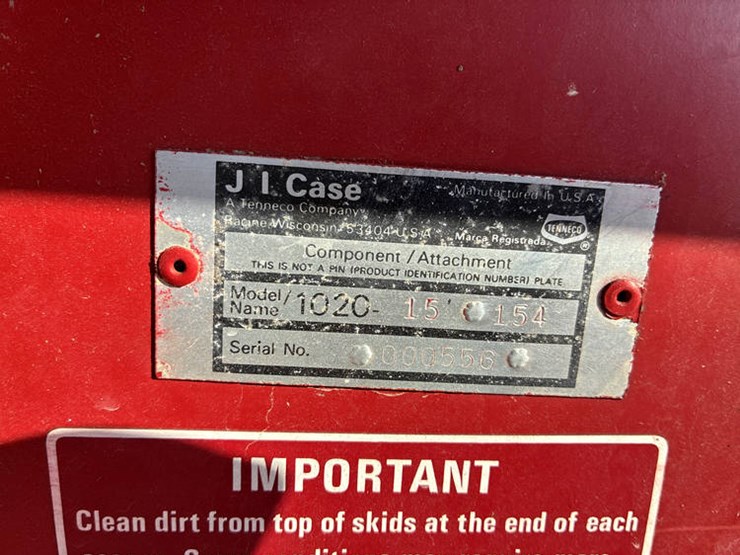 J I Case
Manufactured in U.S.A.
A Tenneco Company
Racine Wisconsin 53404 U.S.A.
Marca Registrada
TENNECO
®
Component / Attachment
THIS IS NOT A PIN (PRODUCT IDENTIFICATION NUMBER) PLATE
Model/
Name 1020- 15' 154
Serial No. 000556
IMPORTANT
Clean dirt from top of skids at the end of each